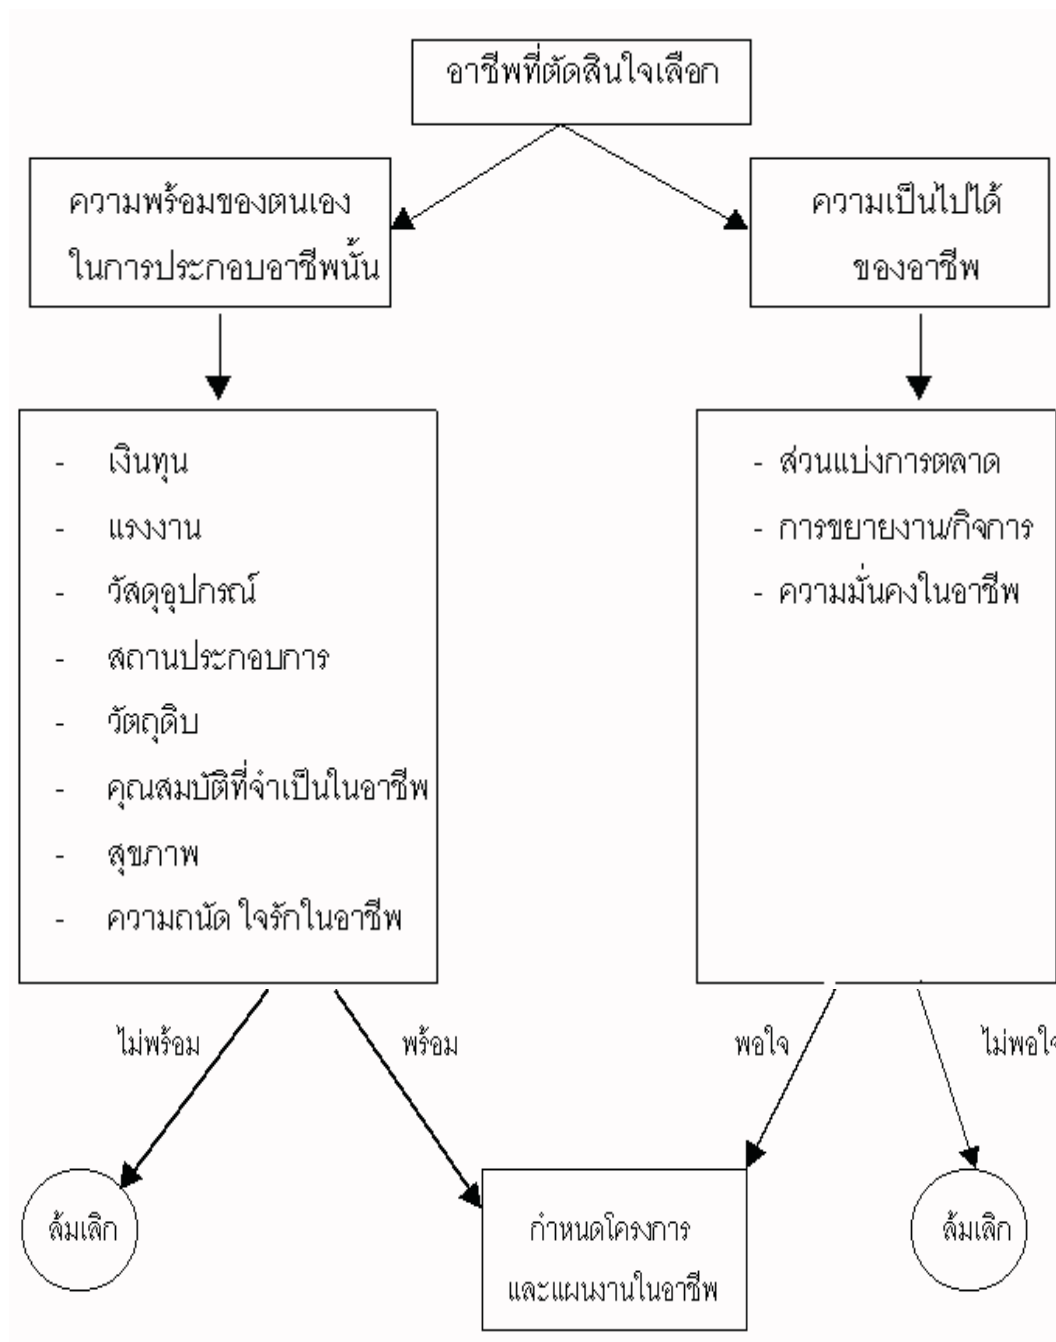 อาชีพที่ตัดสินใจเลือก
ความพร้อมของตนเอง
ในการประกอบอาชีพนั้น
ความเป็นไปได้
ของอาชีพ
- เงินทุน
- แรงงาน
- วัสดุอุปกรณ์
- สถานประกอบการ
- วัตถุดิบ
- คุณสมบัติที่จำเป็นในอาชีพ
- สุขภาพ
- ความถนัด ใจรักในอาชีพ
- ส่วนแบ่งการตลาด
- การขยายงาน/กิจการ
- ความมั่นคงในอาชีพ
ไม่พร้อม
พร้อม
พอใจ
ไม่พอใจ
ล้มเลิก
กำหนดโครงการ
และแผนงานในอาชีพ
ล้มเลิก